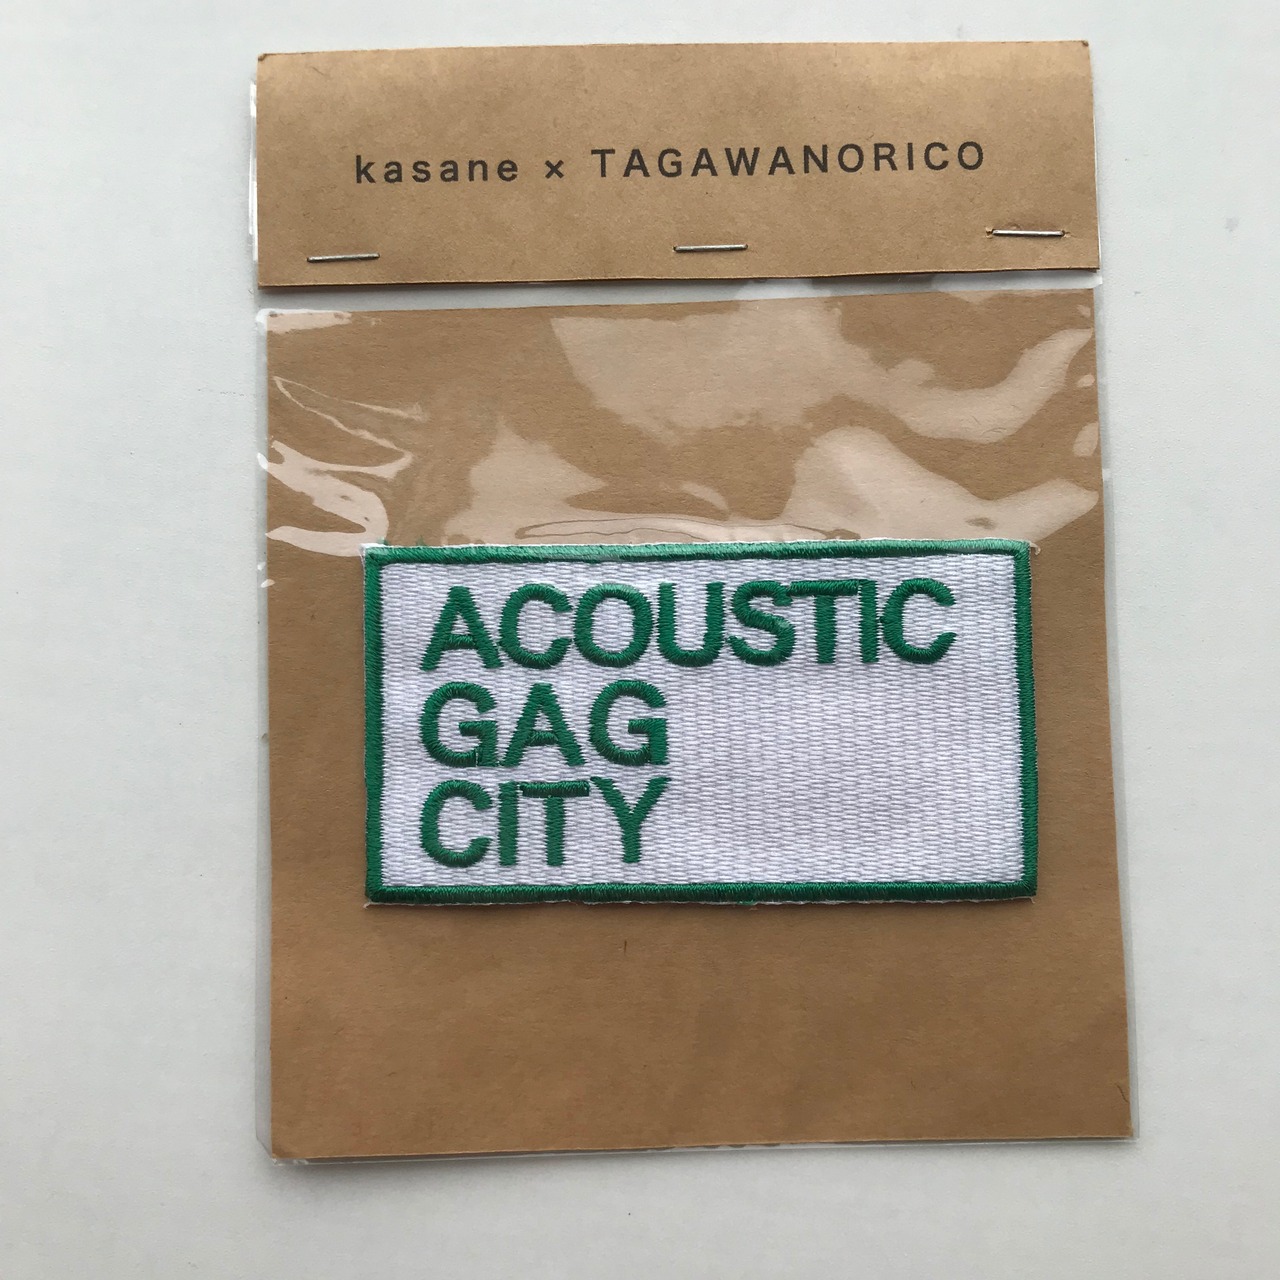 kasane × TAGAWANORICO
ACOUSTIC
GAG
CITY